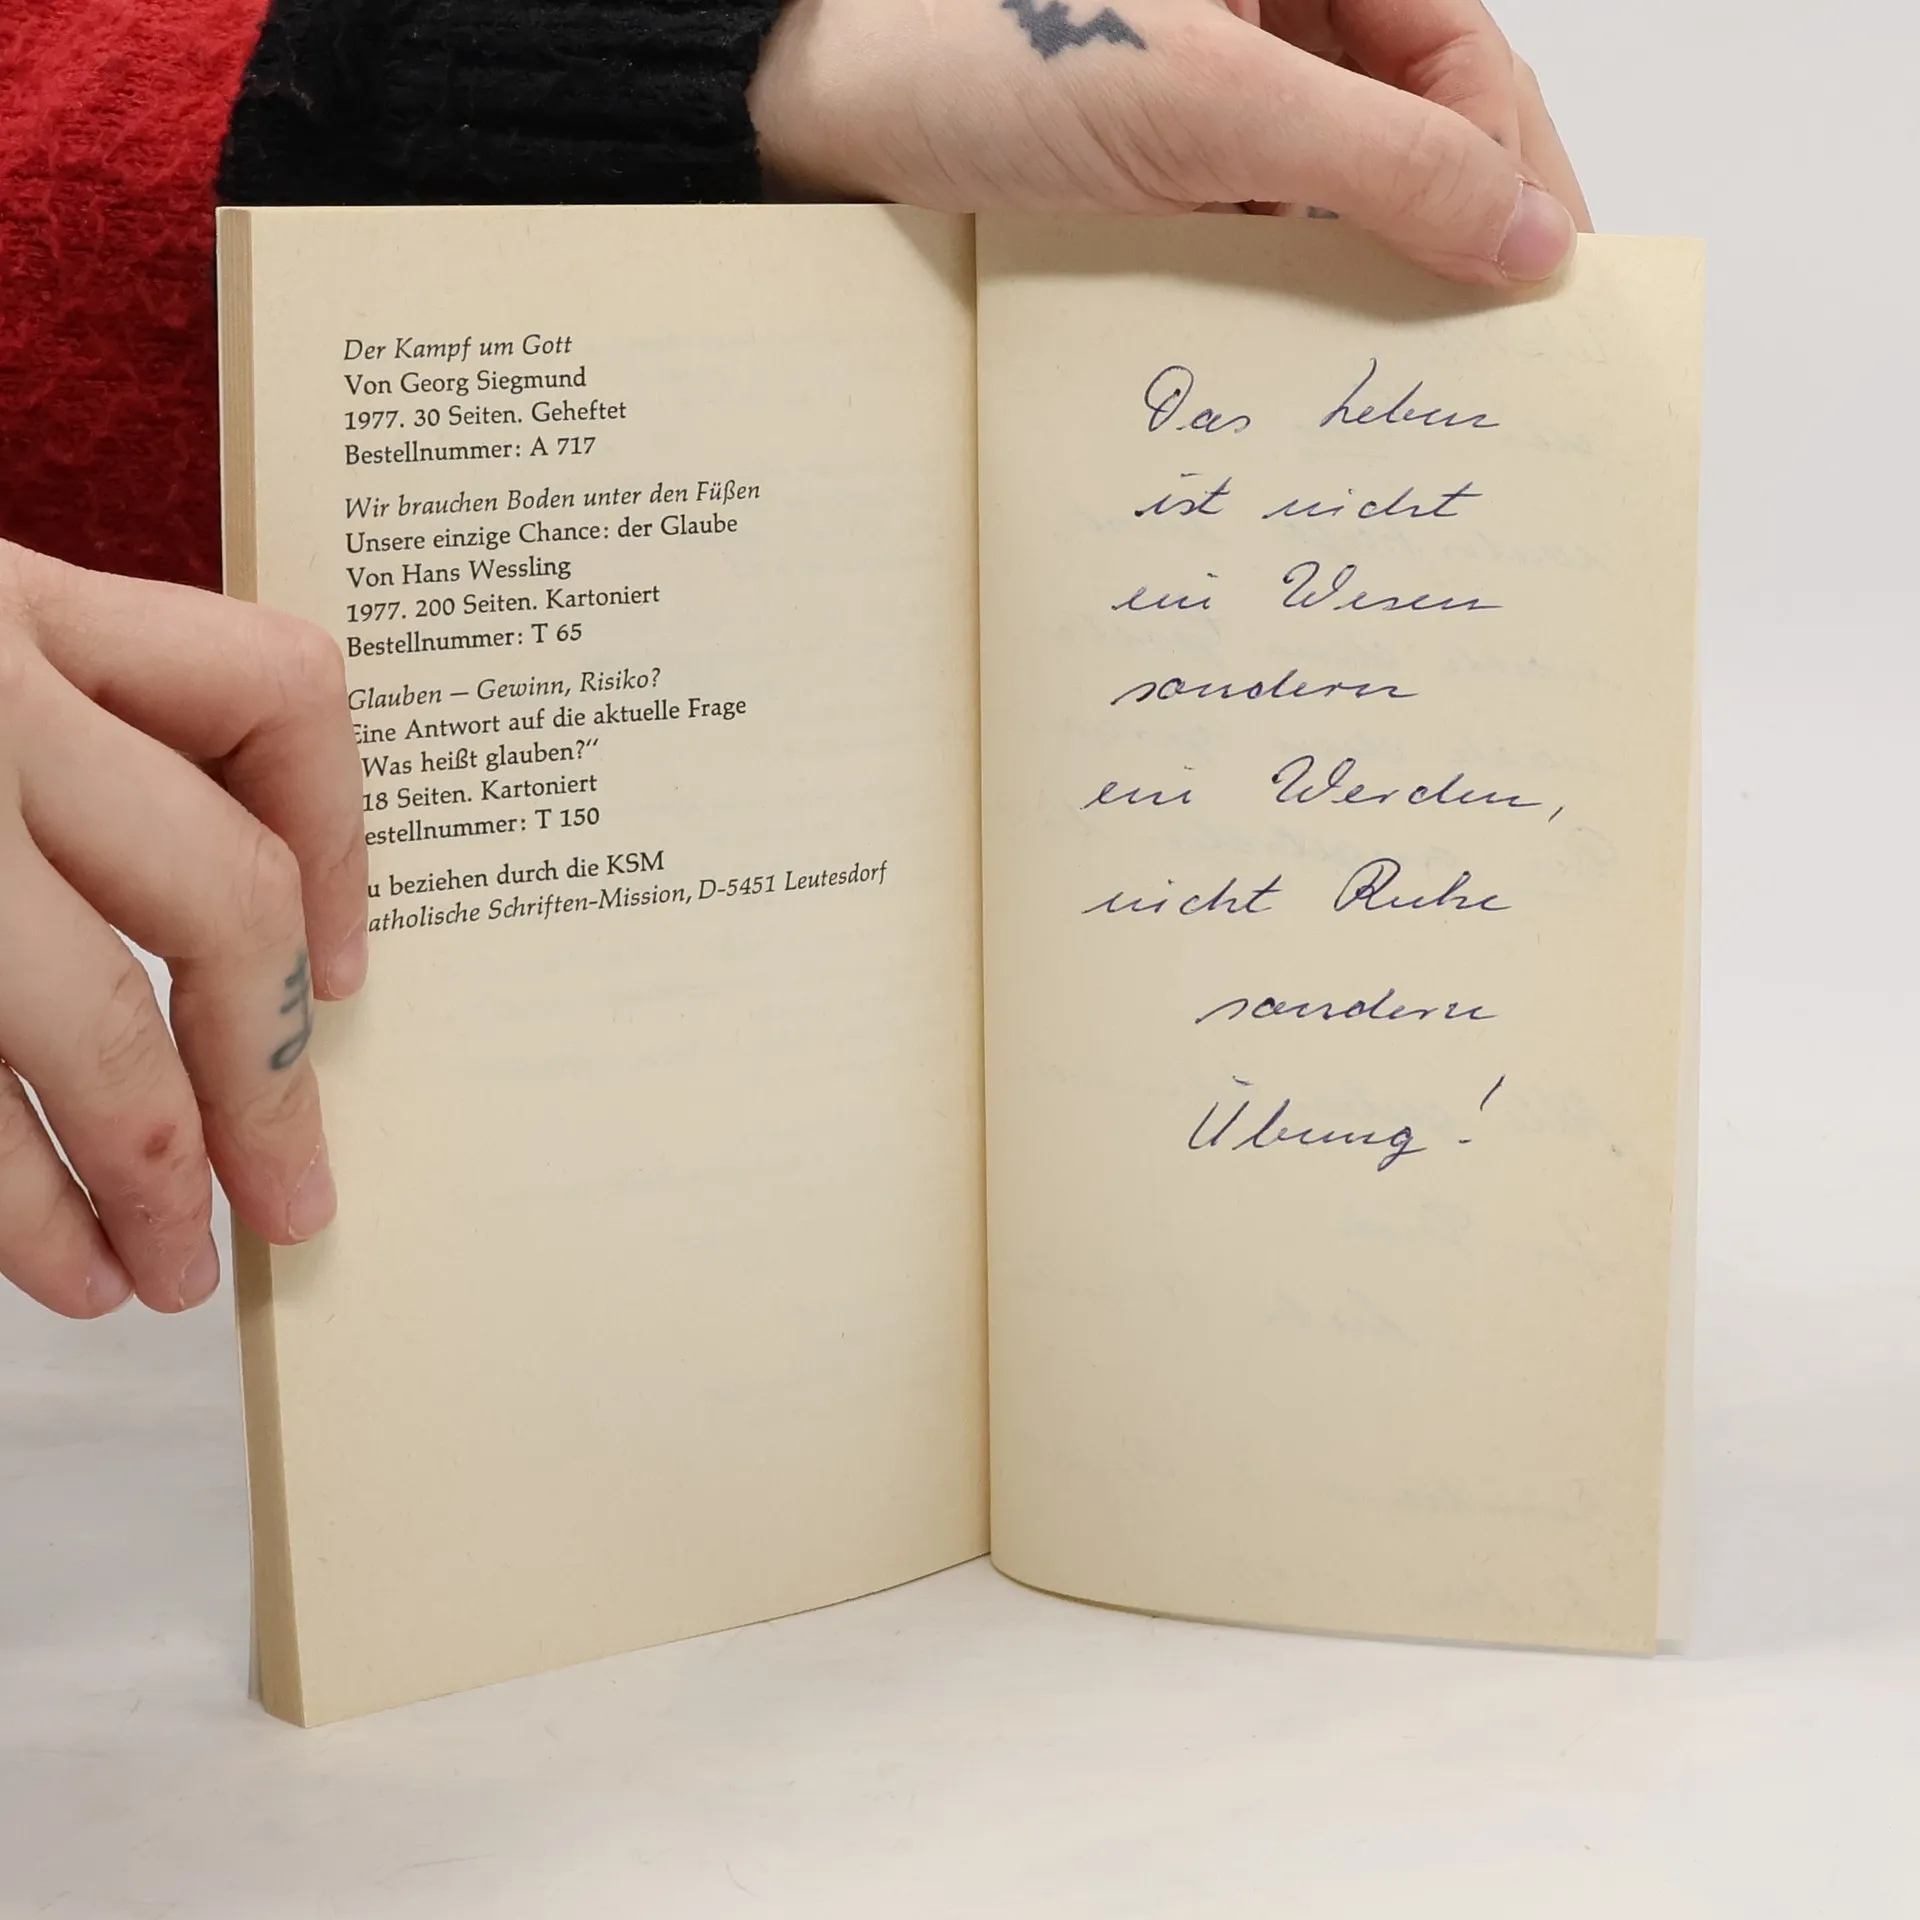 Der Kampf um Gott
Von Georg Siegmund
1977. 30 Seiten. Geheftet
Bestellnummer: A 717
Wir brauchen Boden unter den Füßen
Unsere einzige Chance: der Glaube
Von Hans Wessling
1977. 200 Seiten. Kartoniert
Bestellnummer: T 65
Glauben — Gewinn, Risiko?
Eine Antwort auf die aktuelle Frage
Was heißt glauben?“
18 Seiten. Kartoniert
estellnummer: T 150
u beziehen durch die KSM
atholische Schriften-Mission, D-5451 Leutesdorf
Das Leben
ist nicht
ein Wesen
sondern
ein Werden,
nicht Ruhe
sondern
Übung!